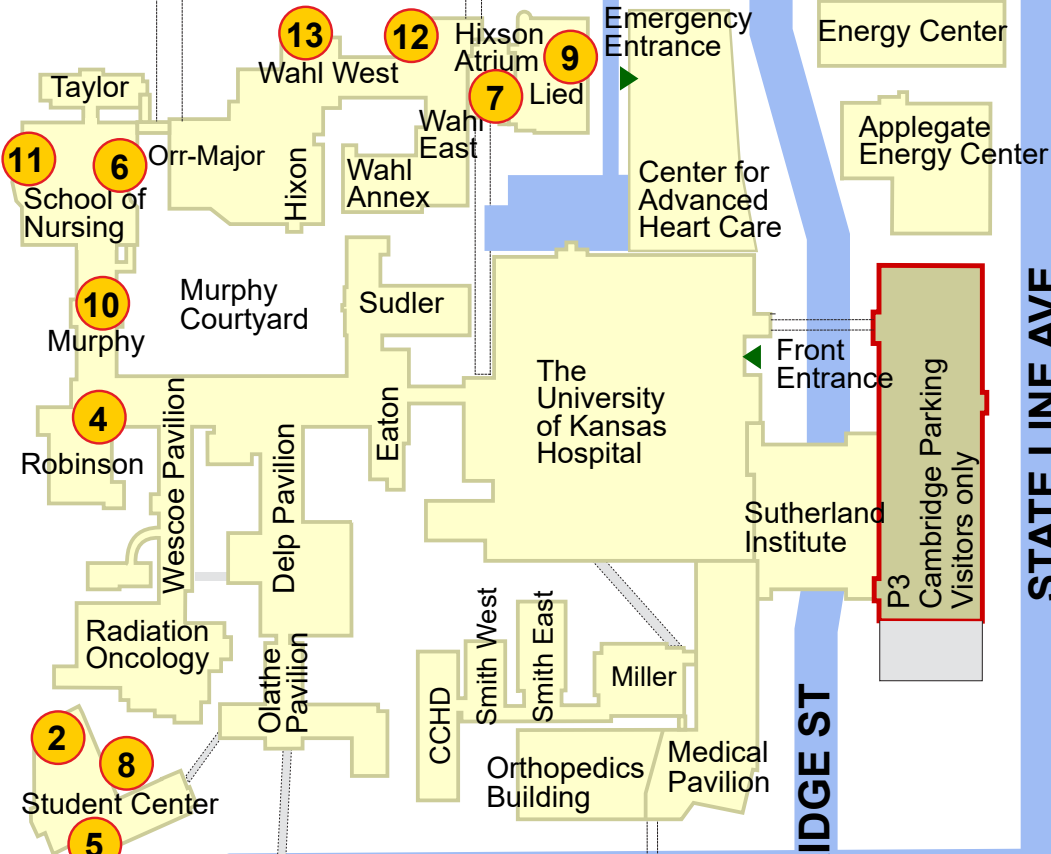 13
12
Hixson
Atrium
9
7
Lied
Emergency
Entrance
Energy Center
Wahl West
Taylor
Wahl
East
Applegate
Energy Center
11
6
Orr-Major
Hixon
Wahl
Annex
Center for
Advanced
Heart Care
School of
Nursing
10
Murphy
Murphy
Courtyard
Sudler
Front
Entrance
The
University
of Kansas
Hospital
4
Robinson
Wescoe Pavilion
Delp Pavilion
Eaton
Sutherland
Institute
P3
Cambridge Parking
Visitors only
STATE LINE AVE
Radiation
Oncology
Olathe
Pavilion
CCHD
Smith West
Smith East
Miller
2
8
Student Center
5
Orthopedics
Building
Medical
Pavilion
IDGE ST